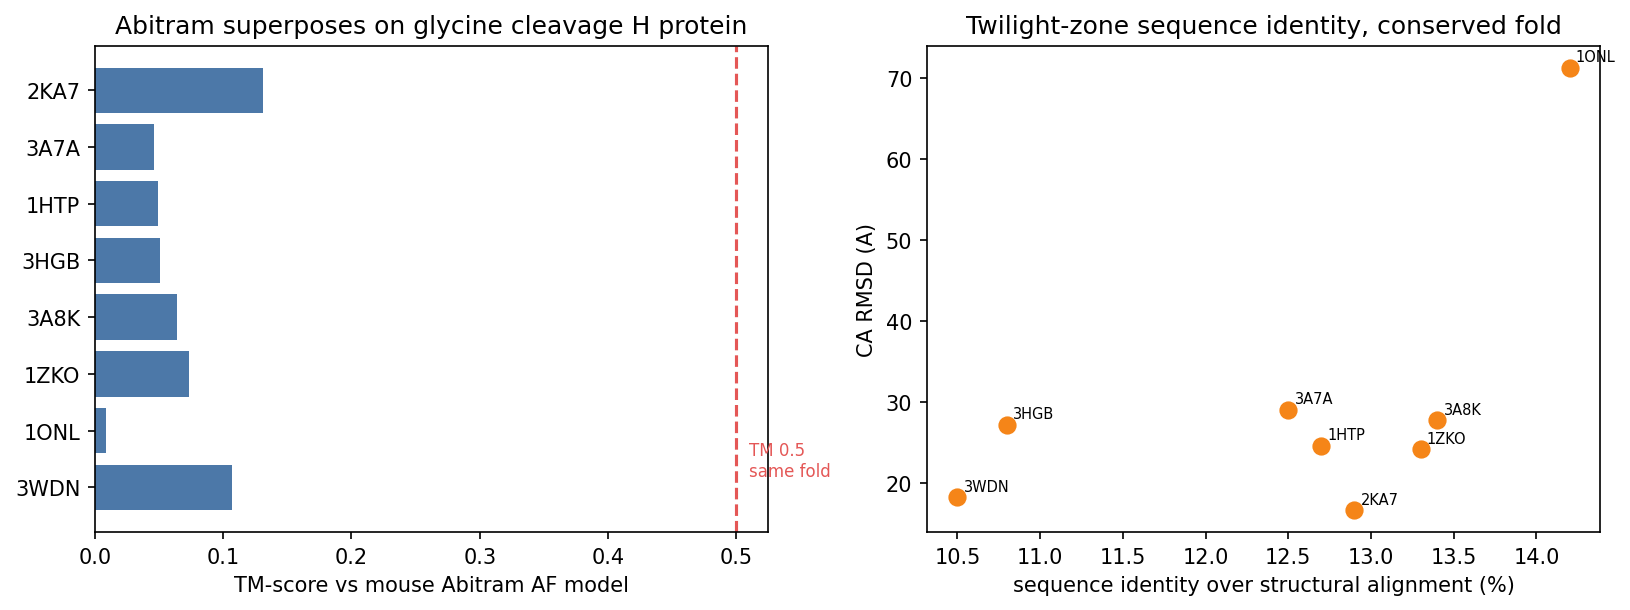 Abitram superposes on glycine cleavage H protein
2KA7
3A7A
1HTP
3HGB
3A8K
1ZKO
1ONL
3WDN
TM 0.5
same fold
0.0 0.1 0.2 0.3 0.4 0.5
TM-score vs mouse Abitram AF model
Twilight-zone sequence identity, conserved fold
CA RMSD (A)
70
60
50
40
30
20
1ONL
3A7A
3A8K
3HGB
1HTP
1ZKO
3WDN
2KA7
10.5 11.0 11.5 12.0 12.5 13.0 13.5 14.0
sequence identity over structural alignment (%)